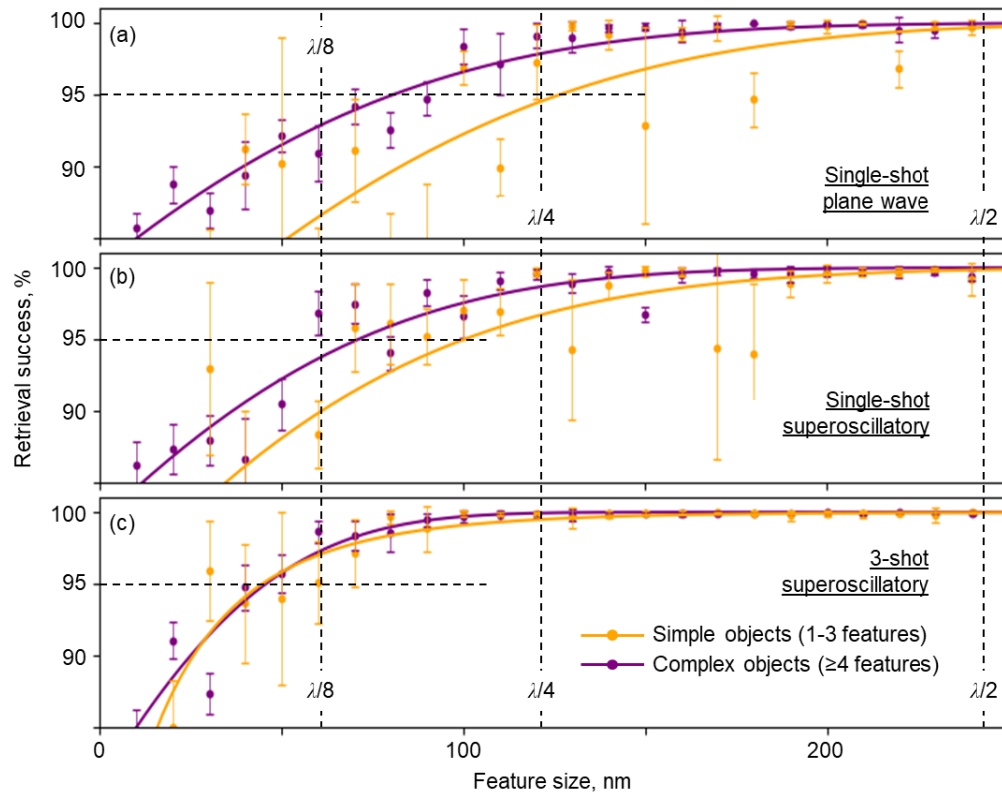 100
(a)
λ/8
95
90
Single-shot
plane wave
λ/4
λ/2
100
(b)
95
90
Single-shot
superoscillatory
Retrieval success, %
100
(c)
95
90
3-shot
superoscillatory
Simple objects (1-3 features)
Complex objects (≥4 features)
λ/8
λ/4
λ/2
0
100
200
Feature size, nm